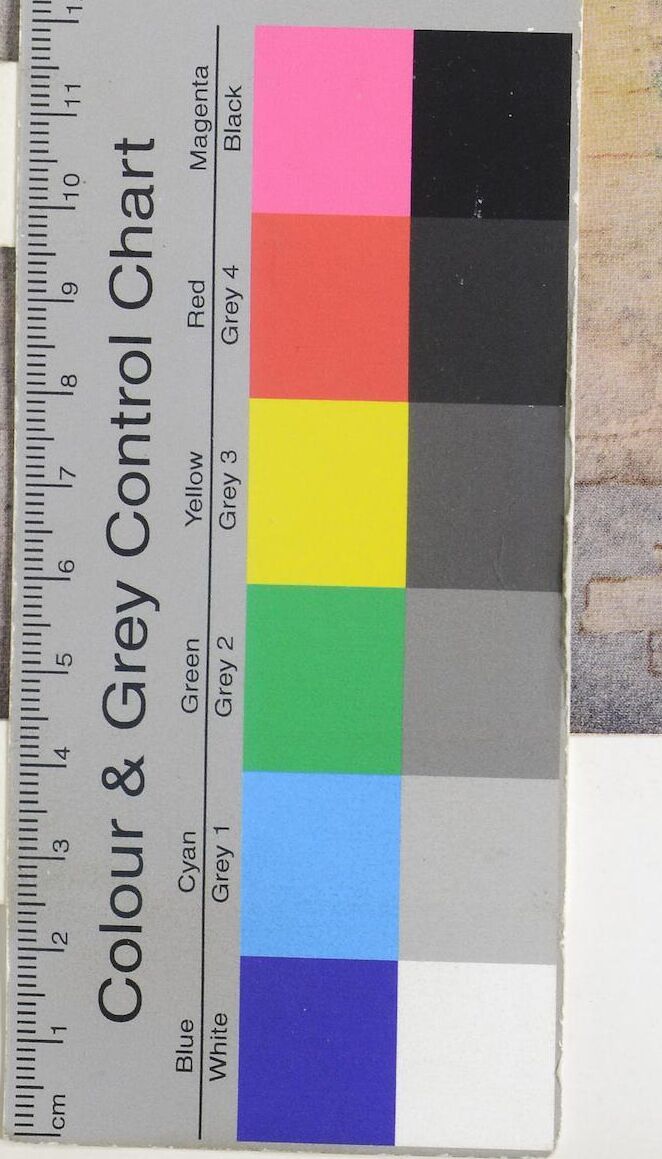 cm 1 2 3 4 5 6 7 8 9 10 11
Colour & Grey Control Chart
Blue Cyan Green Yellow Red Magenta
White Grey 1 Grey 2 Grey 3 Grey 4 Black